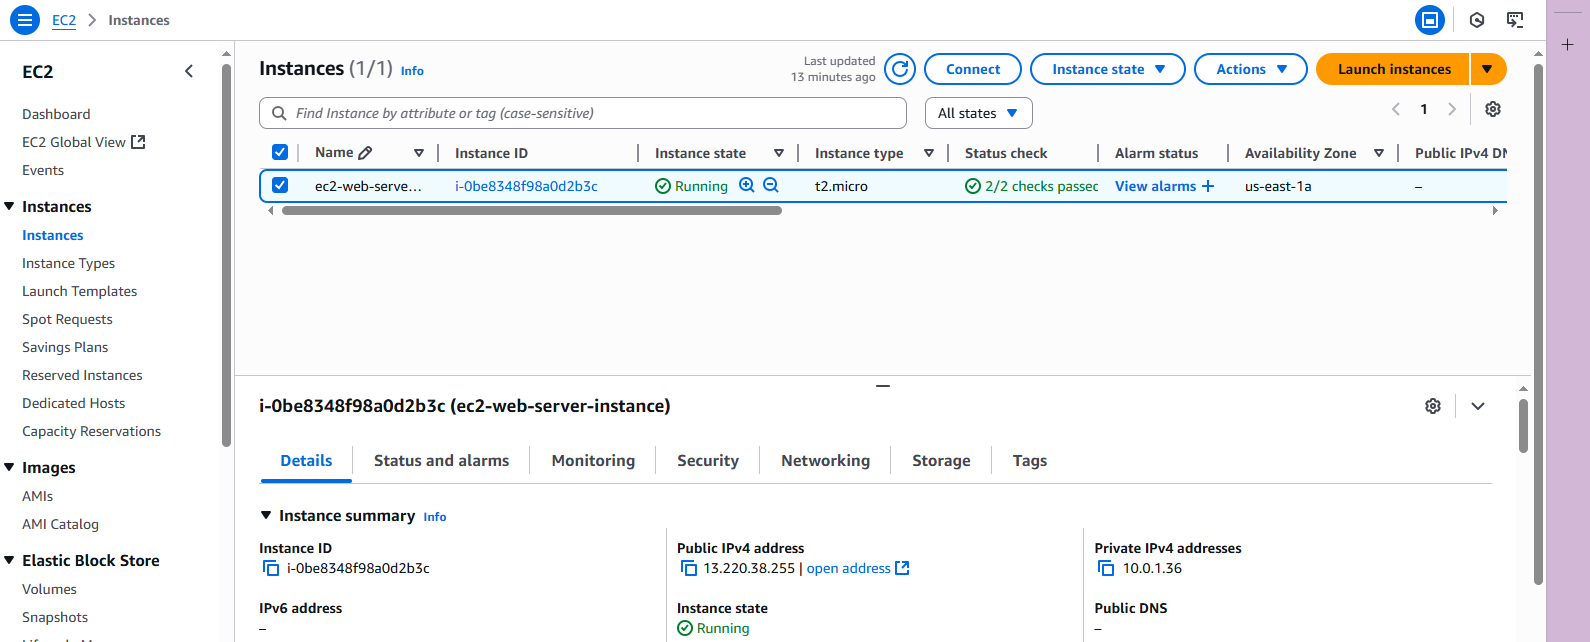 EC2 > Instances
EC2
Dashboard
EC2 Global View
Events
Instances
Instances
Instance Types
Launch Templates
Spot Requests
Savings Plans
Reserved Instances
Dedicated Hosts
Capacity Reservations
Images
AMIs
AMI Catalog
Elastic Block Store
Volumes
Snapshots
Instances (1/1) Info
Last updated
13 minutes ago
Connect
Instance state
Actions
Launch instances
Find Instance by attribute or tag (case-sensitive)
All states
1
Name Instance ID Instance state Instance type Status check Alarm status Availability Zone Public IPv4 DN
ec2-web-serve... i-0be8348f98a0d2b3c Running t2.micro 2/2 checks passec View alarms + us-east-1a –
i-0be8348f98a0d2b3c (ec2-web-server-instance)
Details Status and alarms Monitoring Security Networking Storage Tags
Instance summary Info
Instance ID
i-0be8348f98a0d2b3c
Public IPv4 address
13.220.38.255 | open address
Private IPv4 addresses
10.0.1.36
IPv6 address
–
Instance state
Running
Public DNS
–